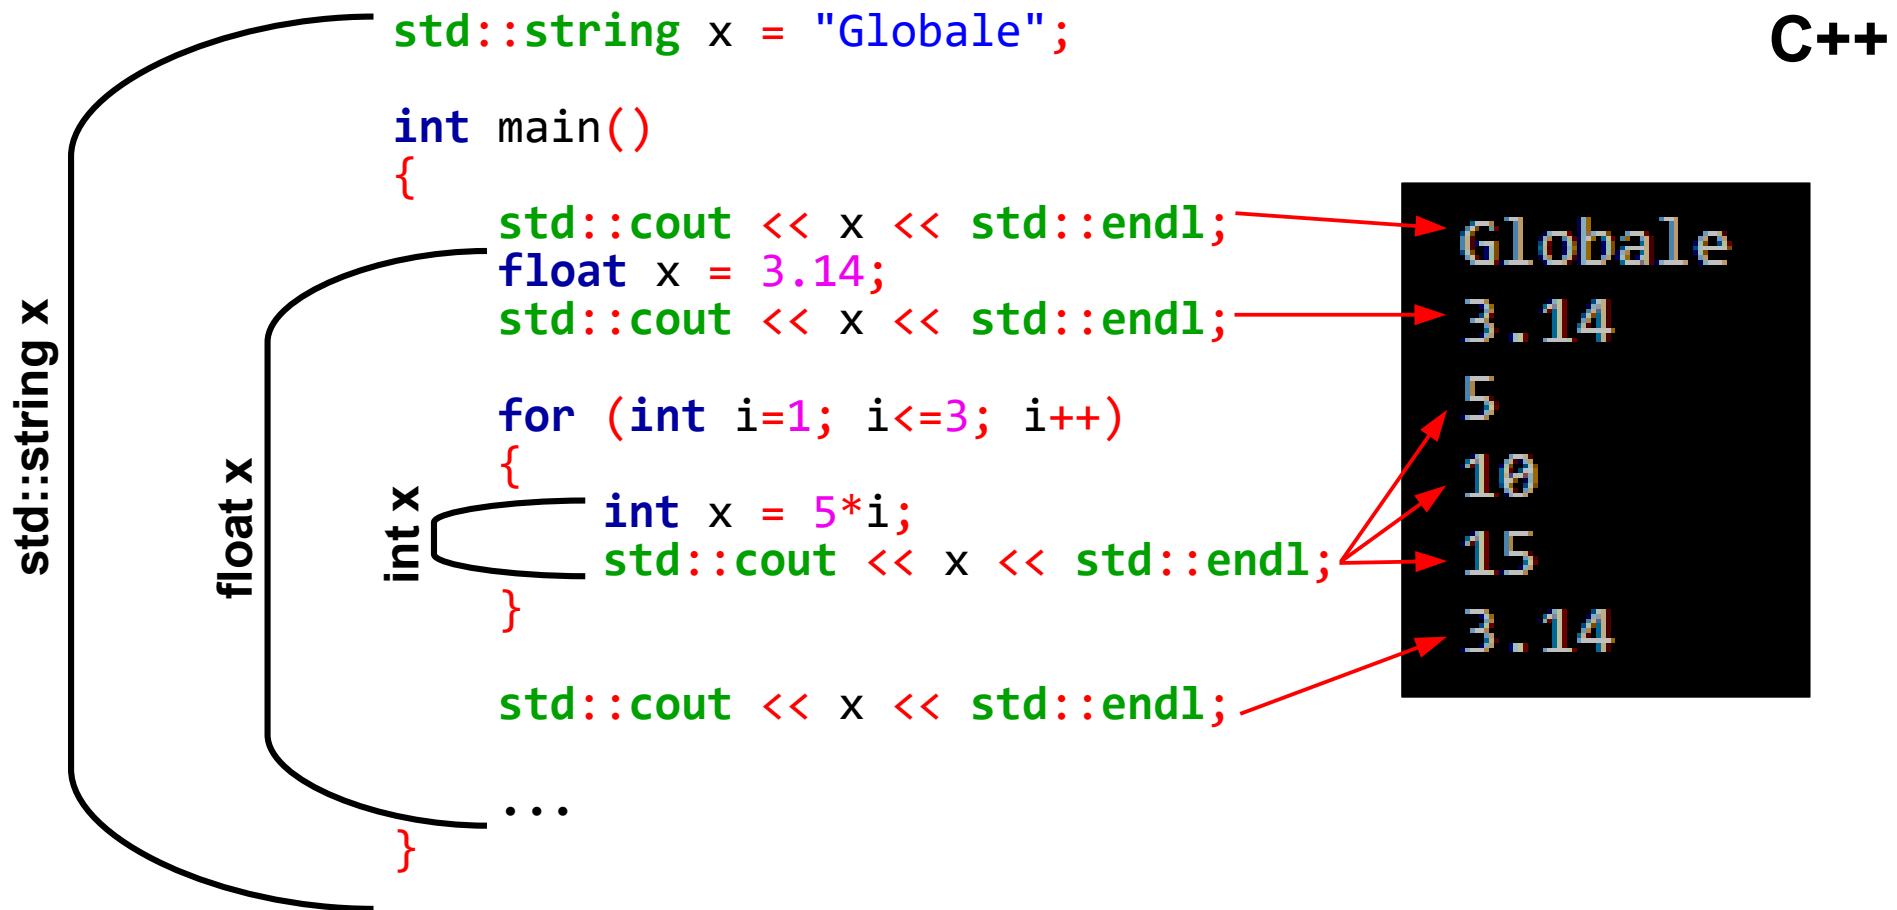 C++
std::string x = "Globale";
int main()
{
std::cout << x << std::endl;
float x = 3.14;
std::cout << x << std::endl;
for (int i=1; i<=3; i++)
{
int x = 5*i;
std::cout << x << std::endl;
}
std::cout << x << std::endl;
...
}
std::string x
float x
int x
Globale
3.14
5
10
15
3.14